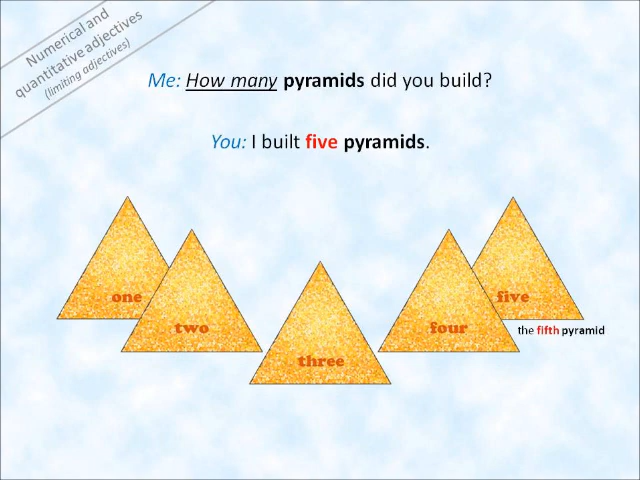 Numerical and
quantitative adjectives
(limiting adjectives)
Me: How many pyramids did you build?
You: I built five pyramids.
one
two
three
four
five
the fifth pyramid